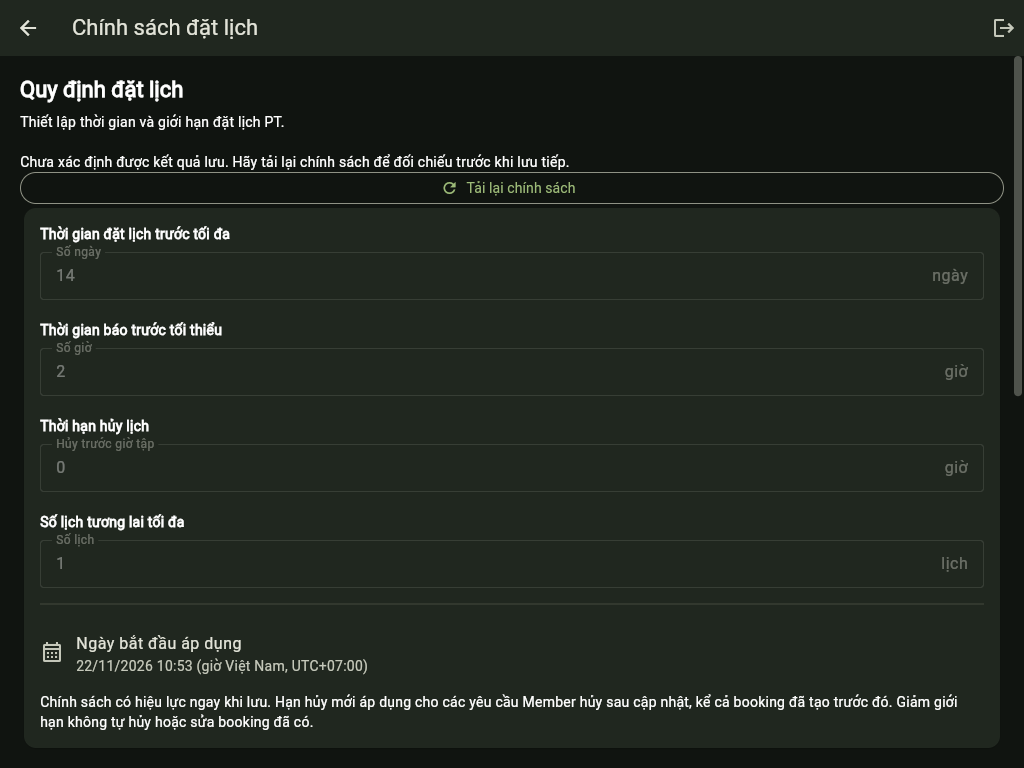 Chính sách đặt lịch
Quy định đặt lịch
Thiết lập thời gian và giới hạn đặt lịch PT.
Chưa xác định được kết quả lưu. Hãy tải lại chính sách để đối chiếu trước khi lưu tiếp.
Tải lại chính sách
Thời gian đặt lịch trước tối đa
Số ngày
14 ngày
Thời gian báo trước tối thiểu
Số giờ
2 giờ
Thời hạn hủy lịch
Hủy trước giờ tập
0 giờ
Số lịch tương lai tối đa
Số lịch
1 lịch
Ngày bắt đầu áp dụng
22/11/2026 10:53 (giờ Việt Nam, UTC+07:00)
Chính sách có hiệu lực ngay khi lưu. Hạn hủy mới áp dụng cho các yêu cầu Member hủy sau cập nhật, kể cả booking đã tạo trước đó. Giảm giới
hạn không tự hủy hoặc sửa booking đã có.